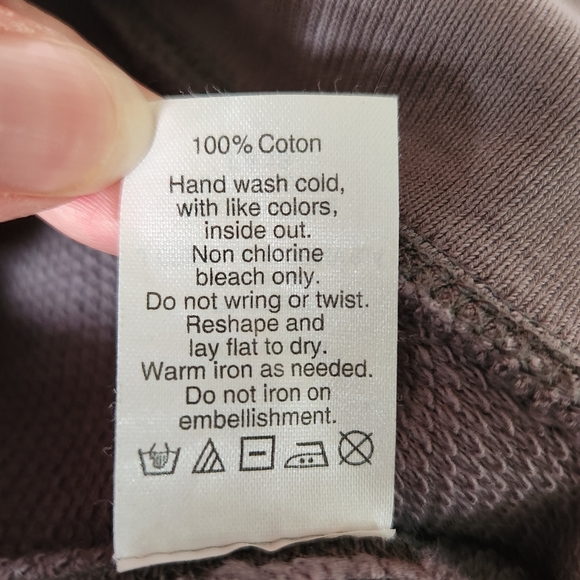 100% Coton
Hand wash cold,
with like colors,
inside out.
Non chlorine
bleach only.
Do not wring or twist.
Reshape and
lay flat to dry.
Warm iron as needed.
Do not iron on
embellishment.